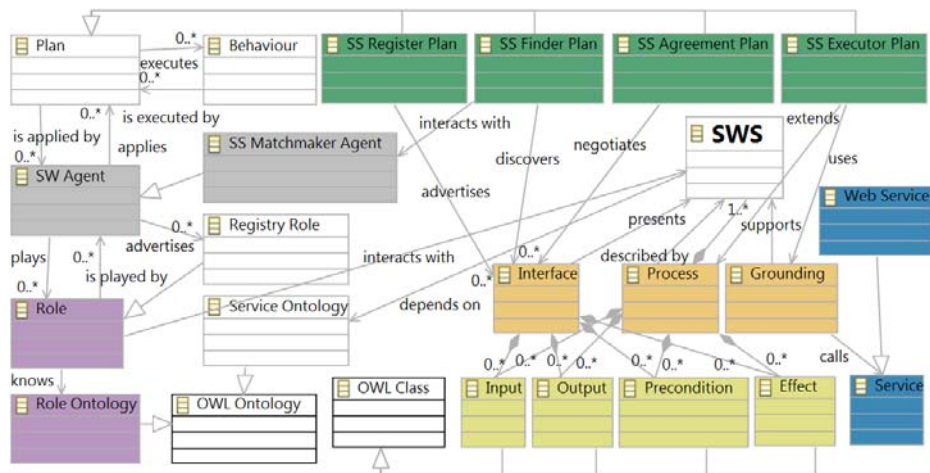 Plan
0..*
executes
0..*
Behaviour
SS Register Plan
SS Finder Plan
SS Agreement Plan
SS Executor Plan
is applied by
0..*
0..*
is executed by
applies
SS Matchmaker Agent
interacts with
discovers
negotiates
advertises
SWS
extends
uses
1..*
SW Agent
0..*
advertises
Registry Role
Web Service
plays
0..*
0..*
is played by
interacts with
presents
described by
supports
0..*
0..*
Interface
Process
Grounding
Role
Service Ontology
depends on
calls
knows
0..*
0..*
0..*
0..*
0..*
0..*
0..*
Role Ontology
OWL Ontology
OWL Class
Input
Output
Precondition
Effect
Service